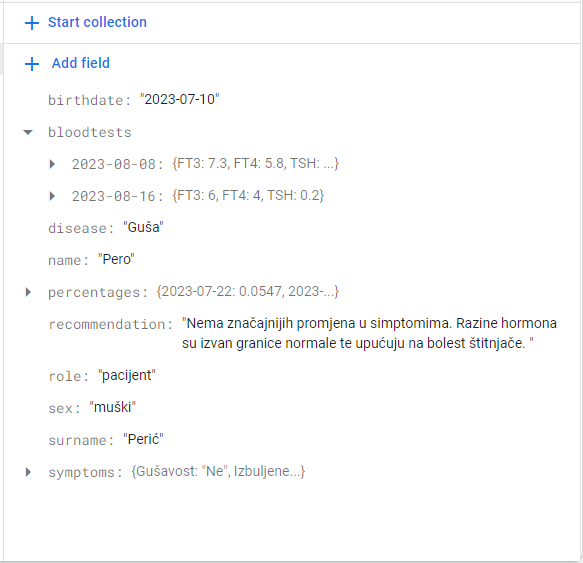 Start collection
Add field
birthdate: "2023-07-10"
bloodtests
2023-08-08: {FT3: 7.3, FT4: 5.8, TSH: ...}
2023-08-16: {FT3: 6, FT4: 4, TSH: 0.2}
disease: "Guša"
name: "Pero"
percentages: {2023-07-22: 0.0547, 2023-...}
recommendation: "Nema značajnijih promjena u simptomima. Razine hormona
su izvan granice normale te upućuju na bolest štitnjače. "
role: "pacijent"
sex: "muški"
surname: "Perić"
symptoms: {Gušavost: "Ne", Izbuljene...}